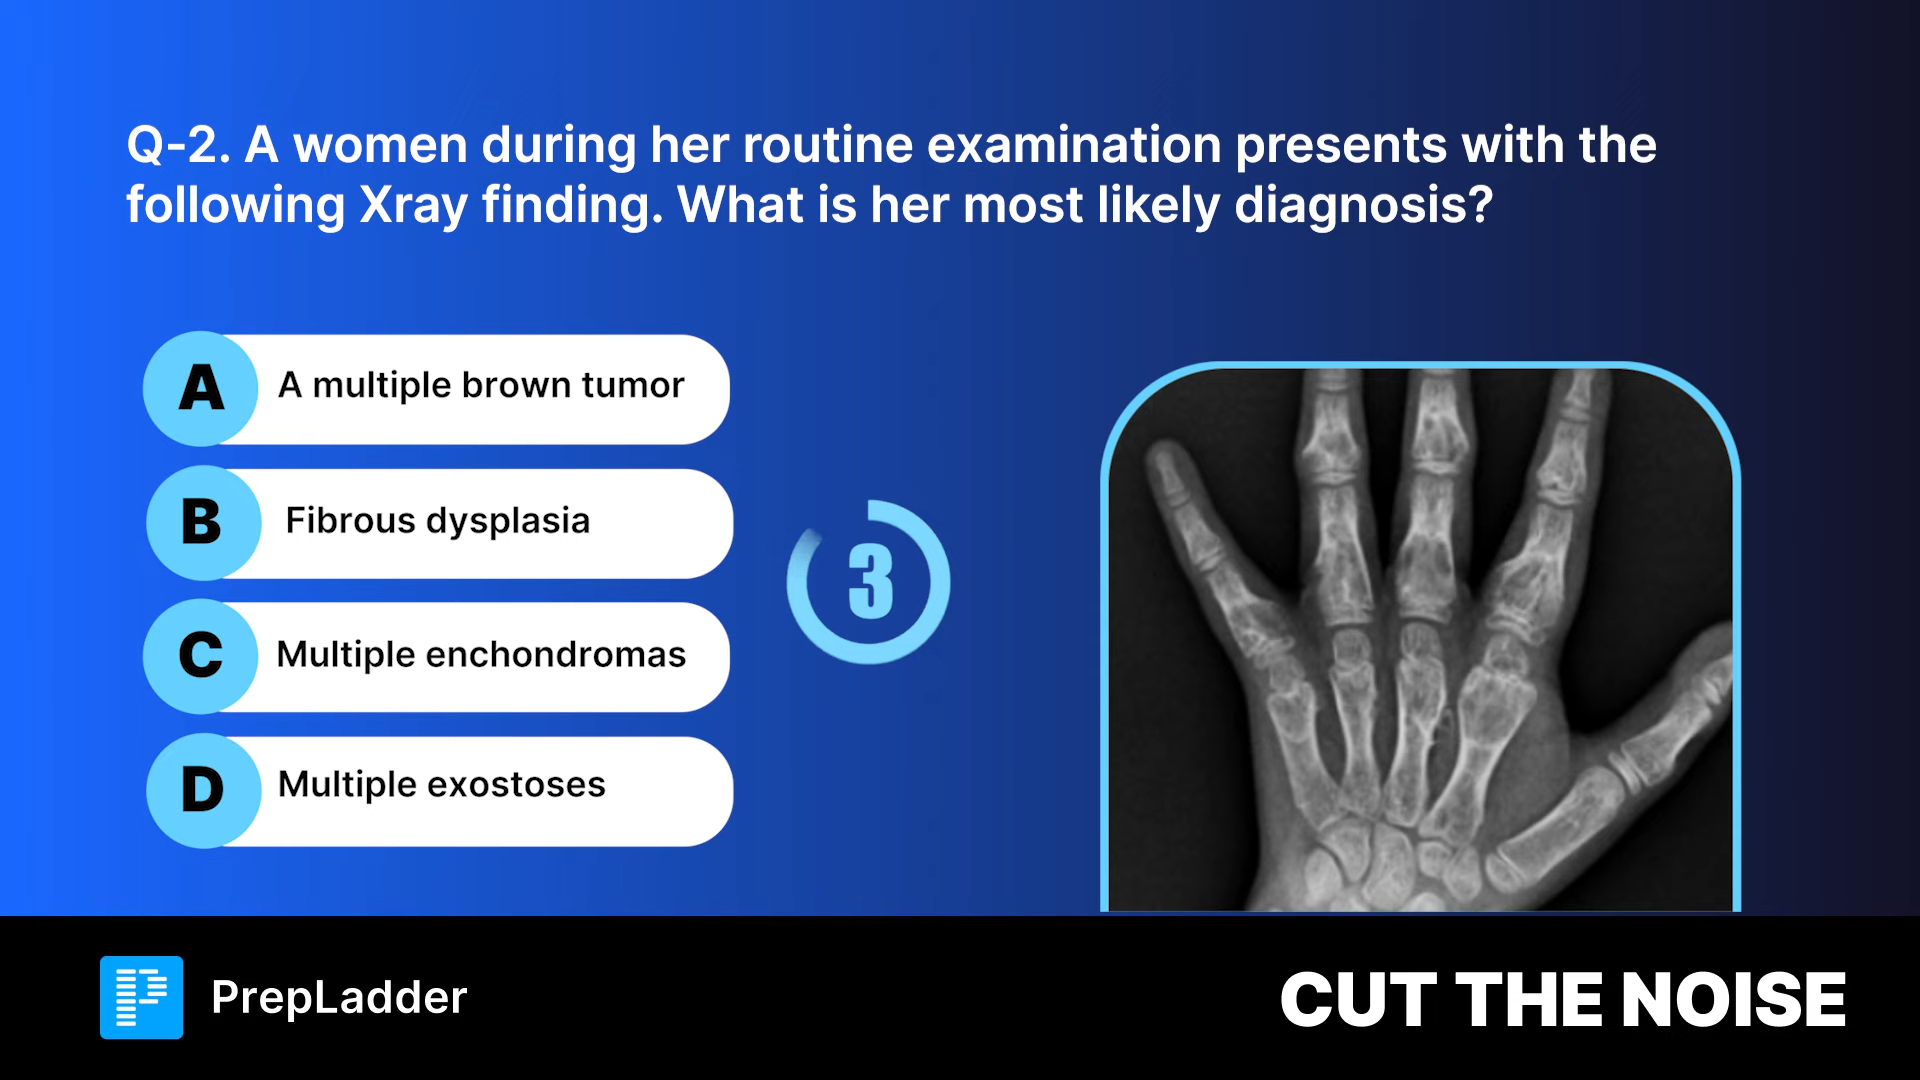 Q-2. A women during her routine examination presents with the
following Xray finding. What is her most likely diagnosis?
A A multiple brown tumor
B Fibrous dysplasia
C Multiple enchondromas
D Multiple exostoses
3
PrepLadder
CUT THE NOISE